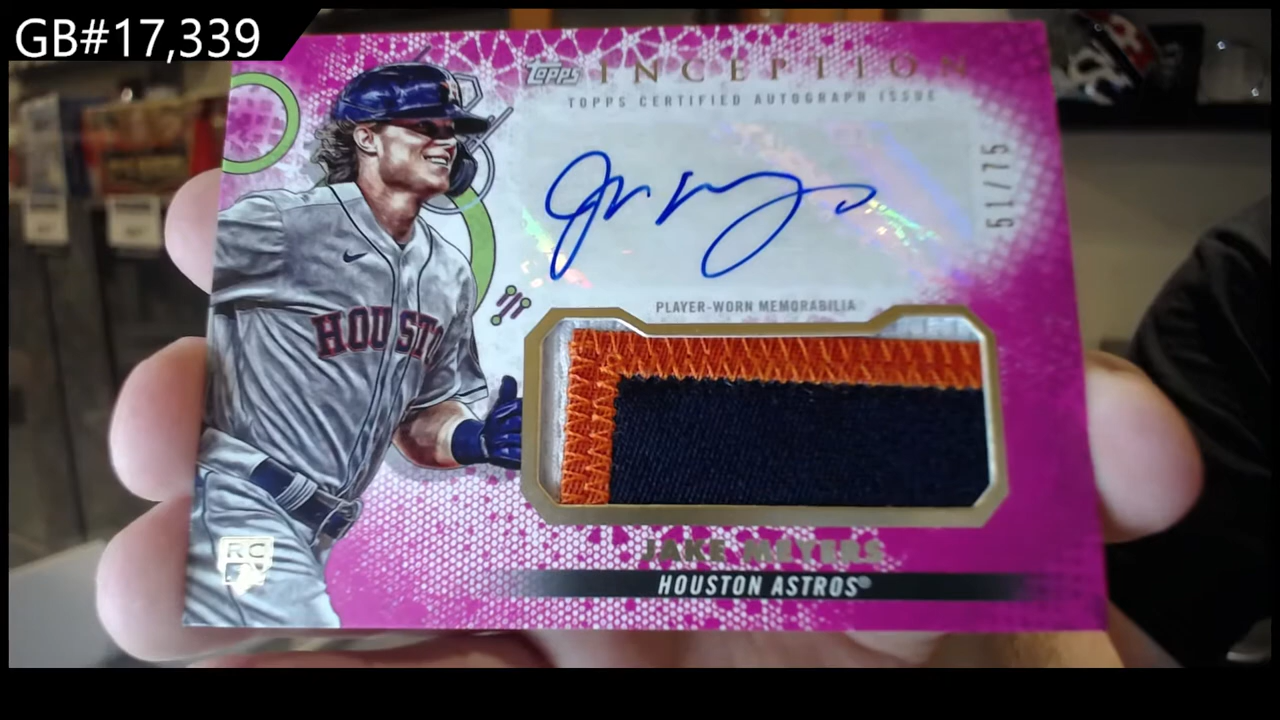 GB#17,339
TOPPS INCEPTION
TOPPS CERTIFIED AUTOGRAPH ISSUE
51/75
PLAYER-WORN MEMORABILIA
HOUSTO
RC
JAKE MEYERS
HOUSTON ASTROS®